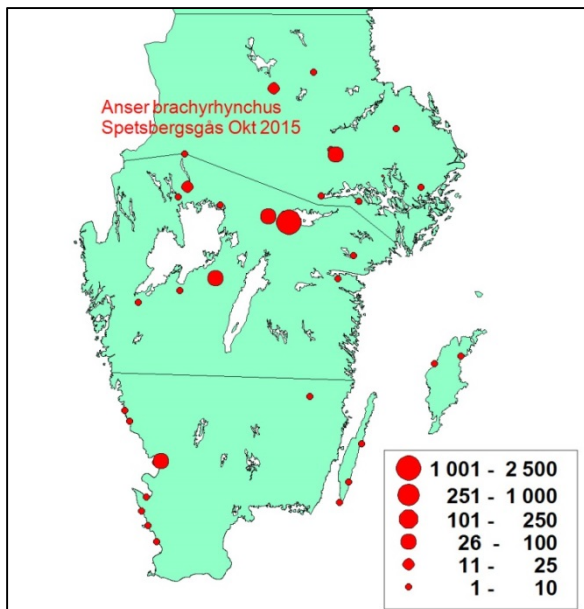 Anser brachyrhynchus
Spetsbergsgås Okt 2015
1 001 - 2 500
251 - 1 000
101 - 250
26 - 100
11 - 25
1 - 10